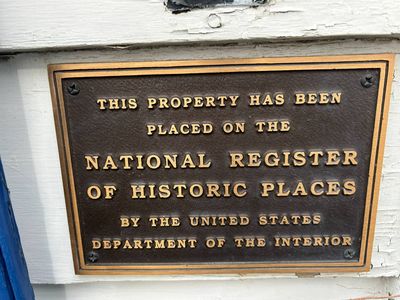 THIS PROPERTY HAS BEEN
PLACED ON THE
NATIONAL REGISTER
OF HISTORIC PLACES
BY THE UNITED STATES
DEPARTMENT OF THE INTERIOR